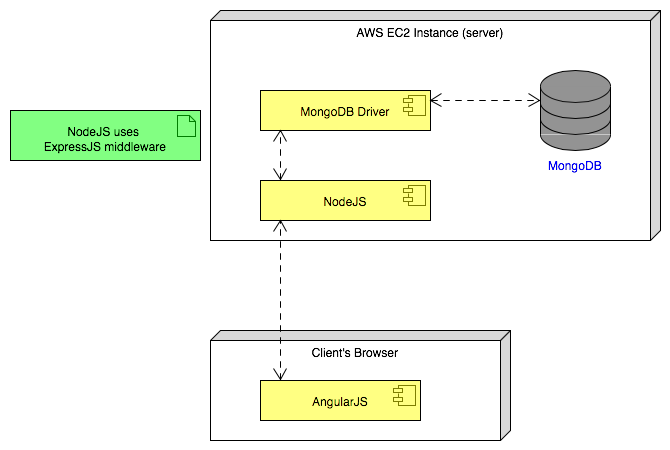 AWS EC2 Instance (server)
MongoDB Driver
NodeJS uses
ExpressJS middleware
MongoDB
NodeJS
Client's Browser
AngularJS